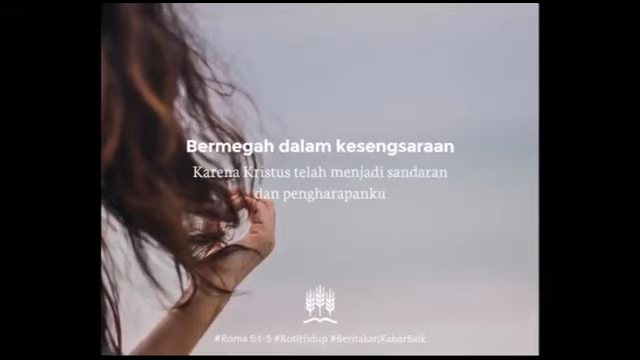 Bermegah dalam kesengsaraan
Karena Kristus telah menjadi sandaran
dan pengharapanku
#Roma 5:1-5 #RotiHidup #BeritakanKabarBaik